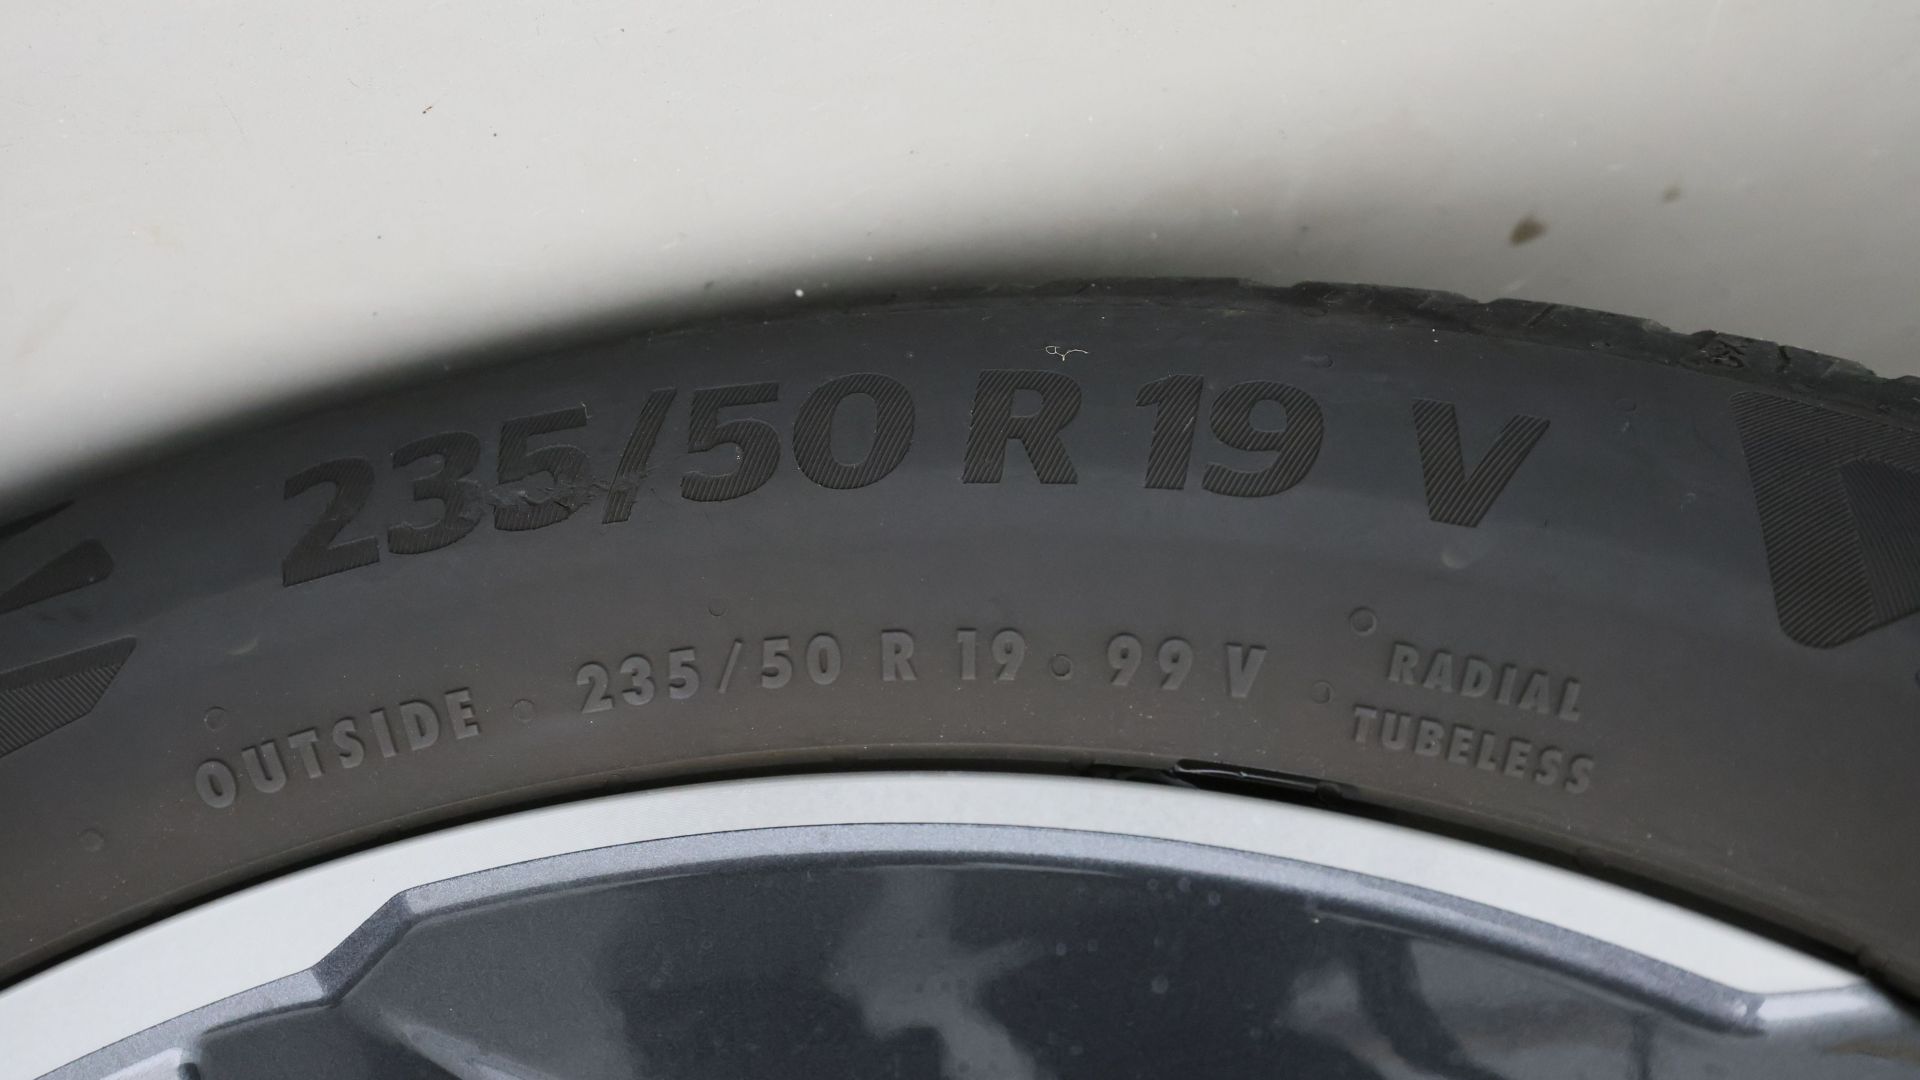 235/50 R 19 V
OUTSIDE 235/50 R 19 99 V RADIAL
TUBELESS